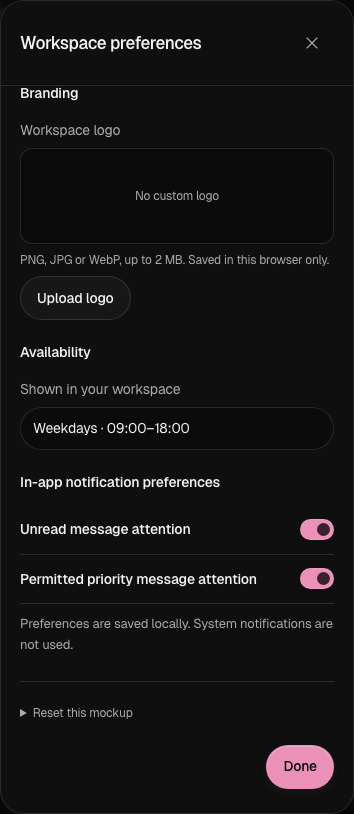 Workspace preferences
Branding
Workspace logo
No custom logo
PNG, JPG or WebP, up to 2 MB. Saved in this browser only.
Upload logo
Availability
Shown in your workspace
Weekdays · 09:00–18:00
In-app notification preferences
Unread message attention
Permitted priority message attention
Preferences are saved locally. System notifications are
not used.
Reset this mockup
Done